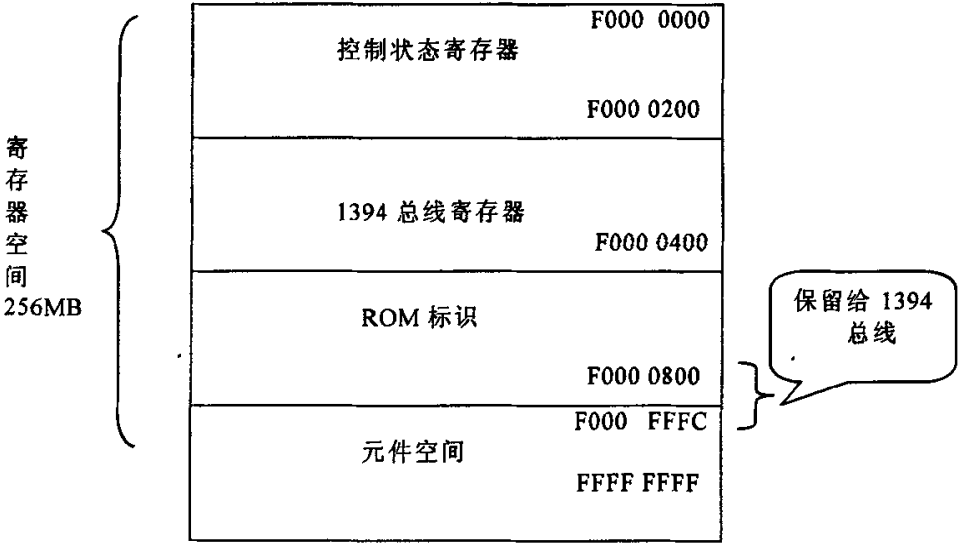 寄
存
器
空
间
256MB
F000 0000
控制状态寄存器
F000 0200
1394 总线寄存器
F000 0400
ROM 标识
F000 0800
F000 FFFC
元件空间
FFFF FFFF
保留给 1394
总线